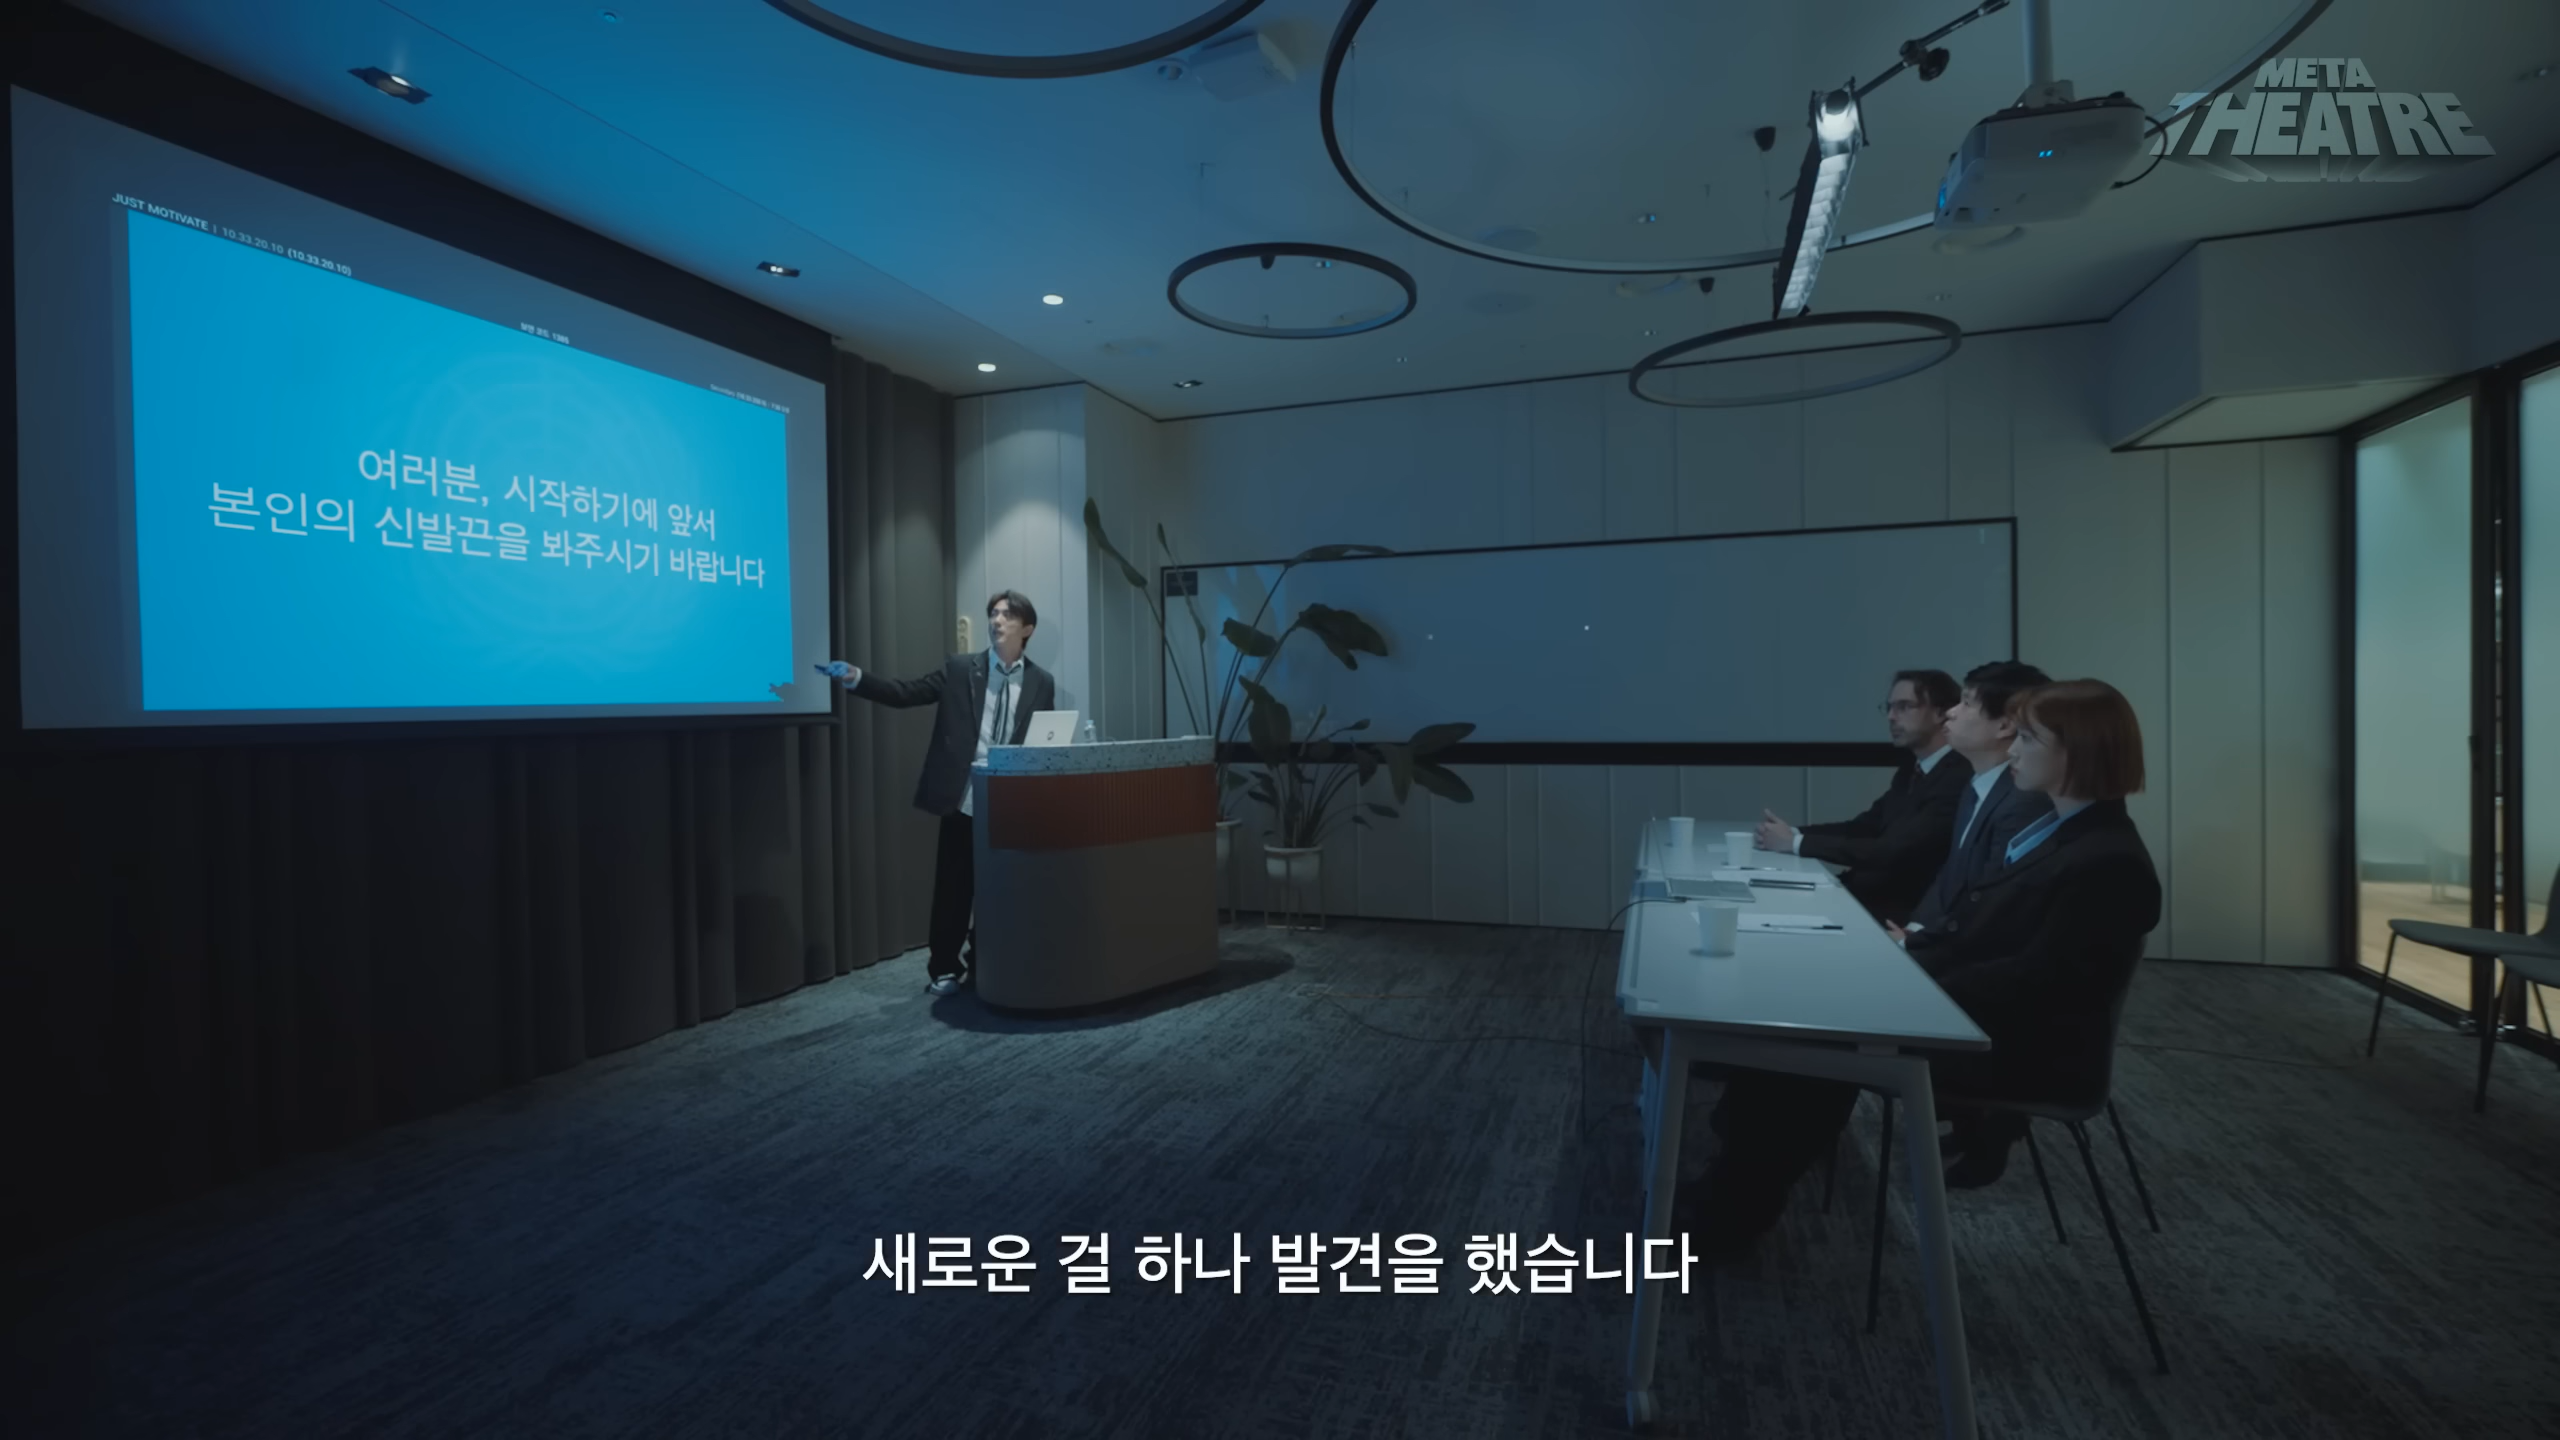 META
THEATRE
JUST MOTIVATE | 10.33.20.10 (10.33.20.10)
여러분, 시작하기에 앞서
본인의 신발끈을 봐주시기 바랍니다
새로운 걸 하나 발견을 했습니다